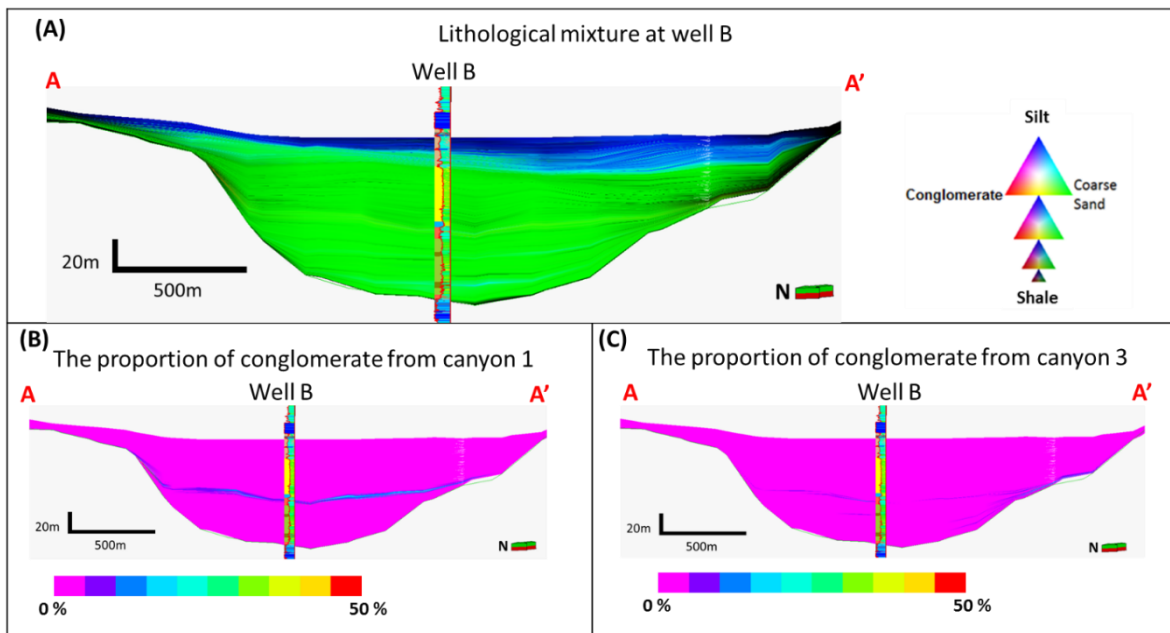 (A)
Lithological mixture at well B
A
Well B
A'
20m
500m
N
Silt
Conglomerate
Coarse
Sand
Shale
(B)
The proportion of conglomerate from canyon 1
Well B
A
A'
20m
500m
N
0 %
50 %
(C)
The proportion of conglomerate from canyon 3
Well B
A
A'
20m
500m
N
0 %
50 %